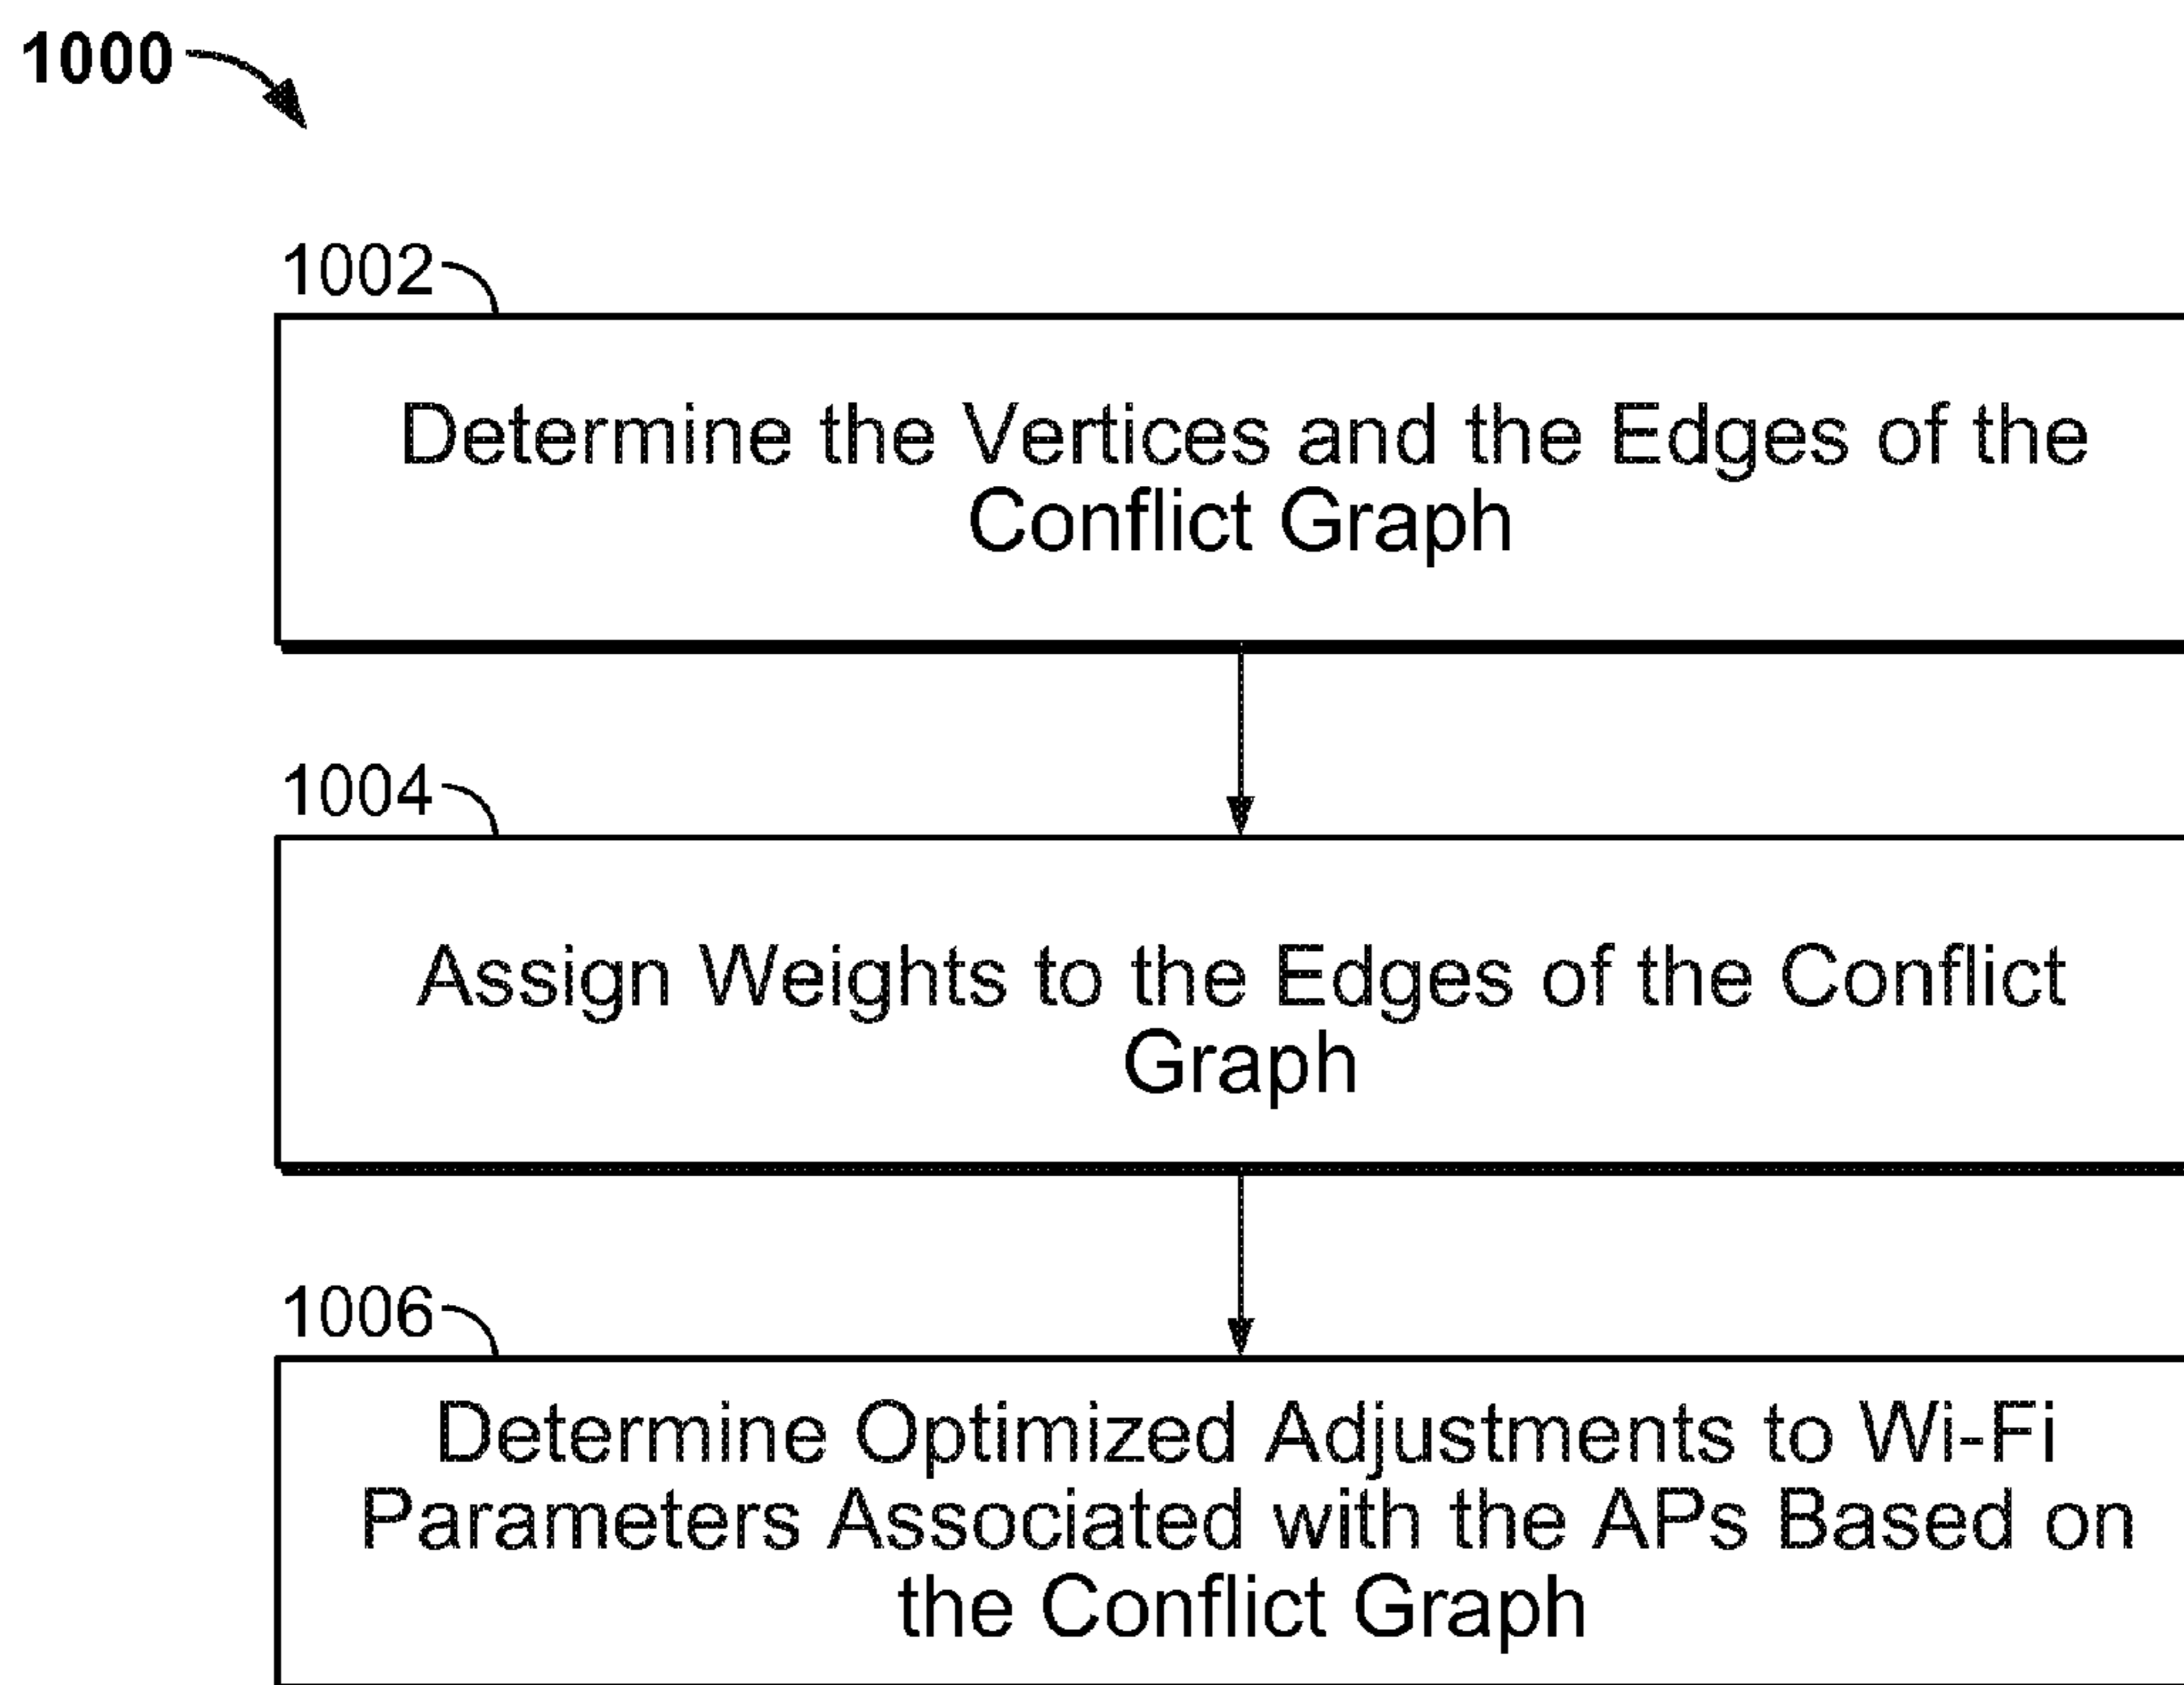 1000
1002
Determine the Vertices and the Edges of the
Conflict Graph
1004
Assign Weights to the Edges of the Conflict
Graph
1006
Determine Optimized Adjustments to Wi-Fi
Parameters Associated with the APs Based on
the Conflict Graph